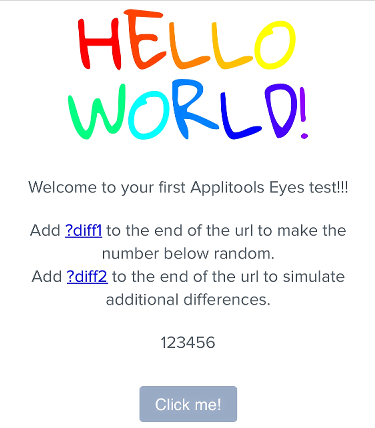 HELLO
WORLD!
Welcome to your first Applitools Eyes test!!!
Add ?diff1 to the end of the url to make the
number below random.
Add ?diff2 to the end of the url to simulate
additional differences.
123456
Click me!